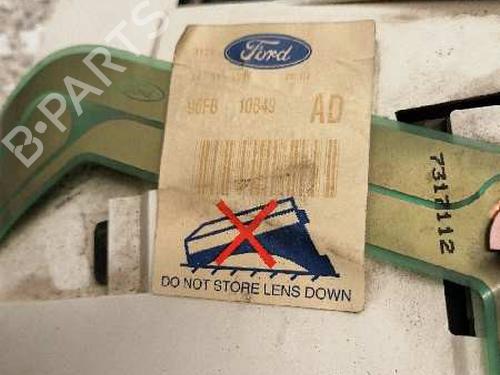 Ford
96FB 10849 AD
DO NOT STORE LENS DOWN
7317112
B-PARTS